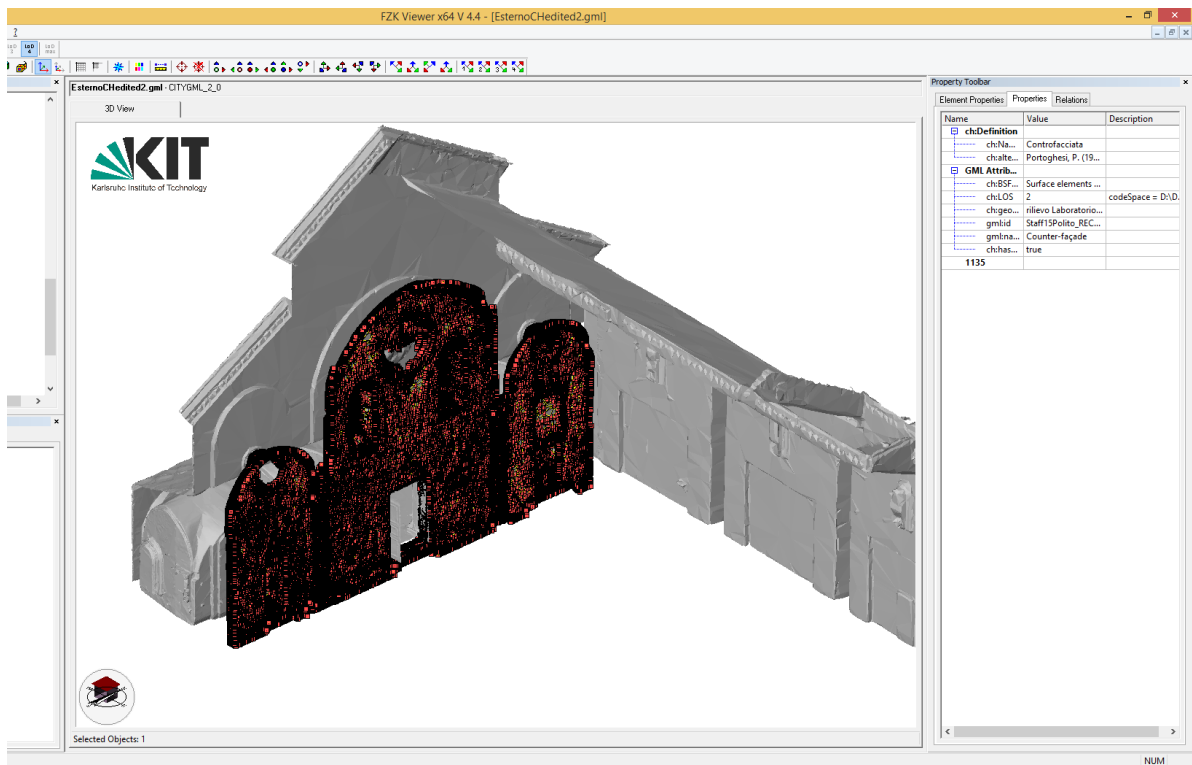 FZK Viewer x64 V 4.4 - [EsternoCHedited2.gml]
?
LoD
4
EsternoCHedited2.gml - CITYGML_2_0
3D View
KIT
Karlsruhe Institute of Technology
Selected Objects: 1
Property Toolbar
Element Properties Properties Relations
Name Value Description
ch:Definition
ch:Na... Controfacciata
ch:alte... Portoghesi, P. (19...
GML Attrib...
ch:BSF... Surface elements ...
ch:LOS 2 codeSpace = D:\D.
ch:geo... rilievo Laboratorio...
gml:id Staff15Polito_REC...
gml:na... Counter-façade
ch:has... true
1135
NUM